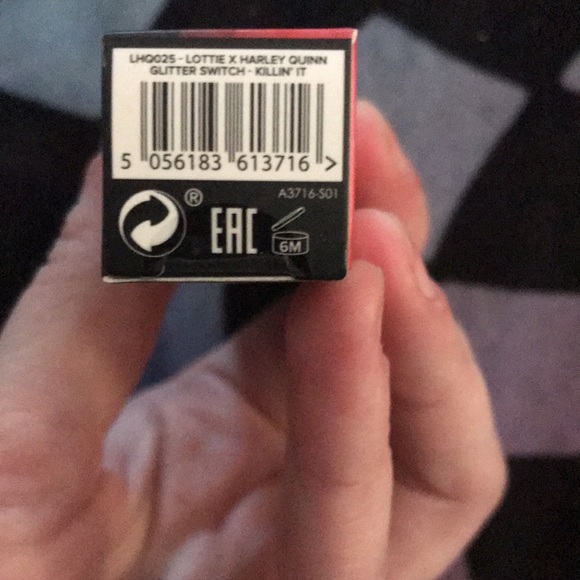 LHQ025 - LOTTIE X HARLEY QUINN
GLITTER SWITCH - KILLIN' IT
5 056183 613716 >
A3716-S01
®
EAC
6M